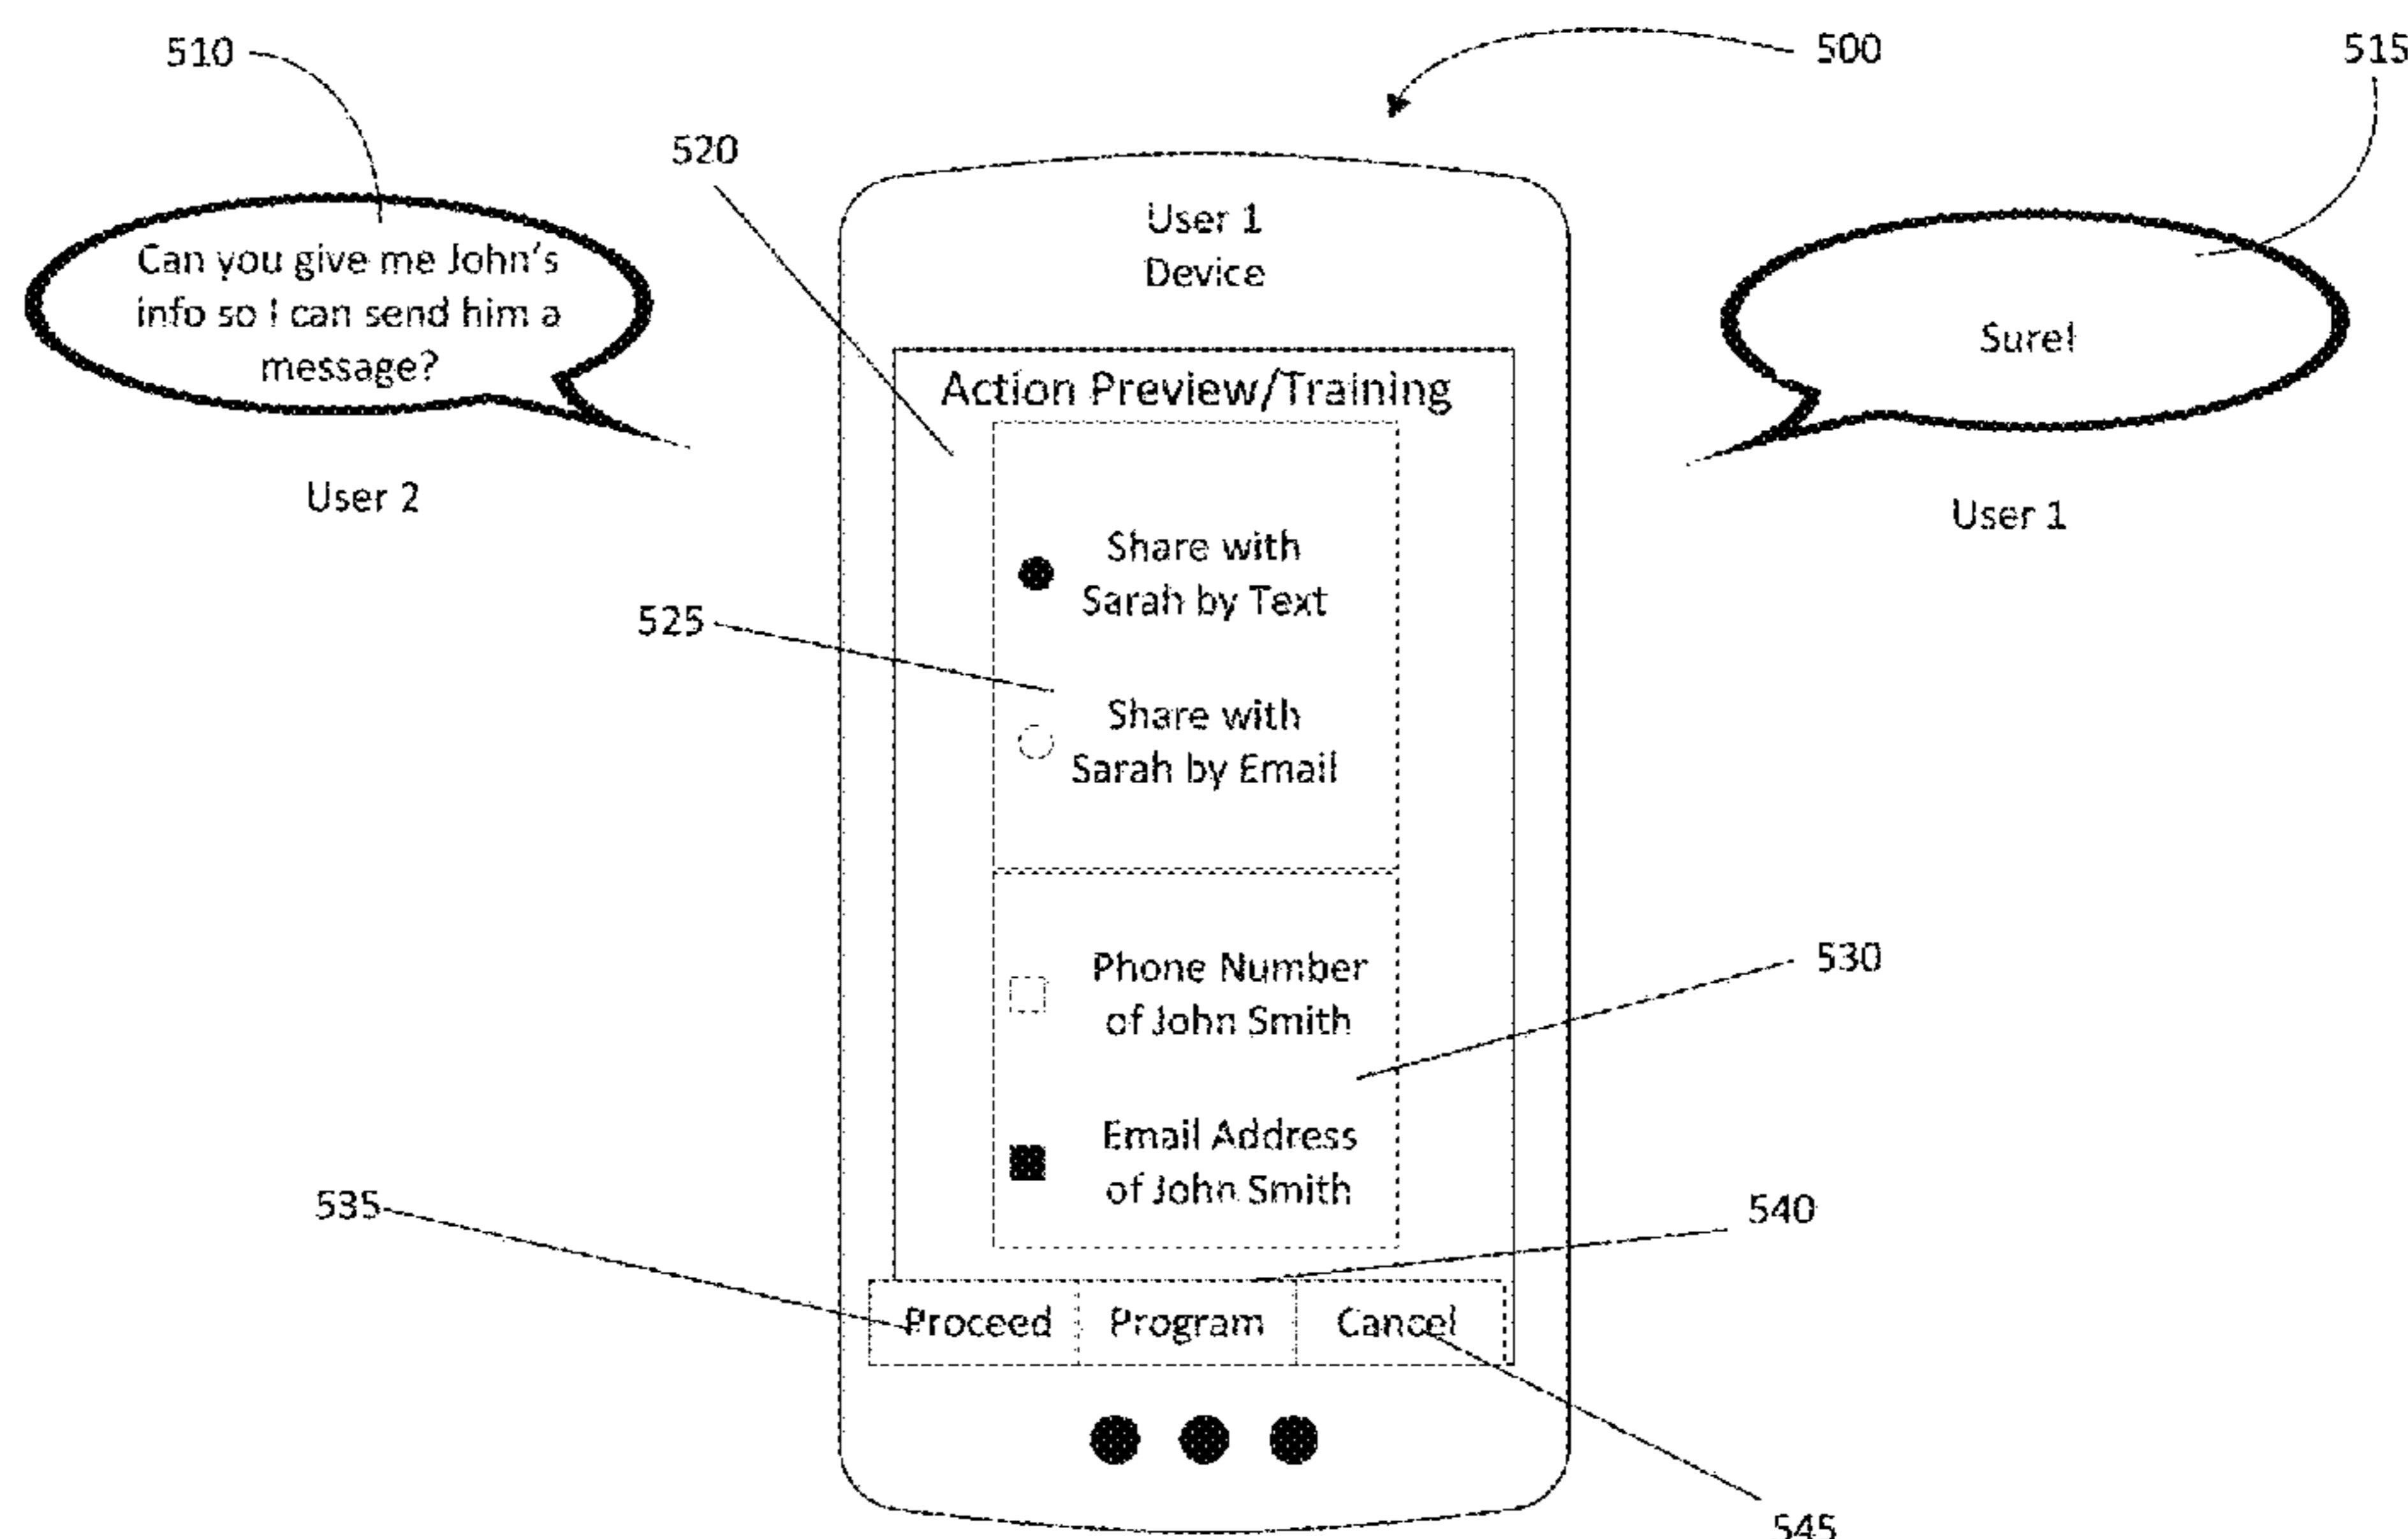 510
500
515
520
User 1
Device
Can you give me John's
info so I can send him a
message?
Sure!
User 2
User 1
Action Preview/Training
Share with
Sarah by Text
525
Share with
Sarah by Email
Phone Number
of John Smith
530
Email Address
of John Smith
535
540
Proceed
Program
Cancel
545